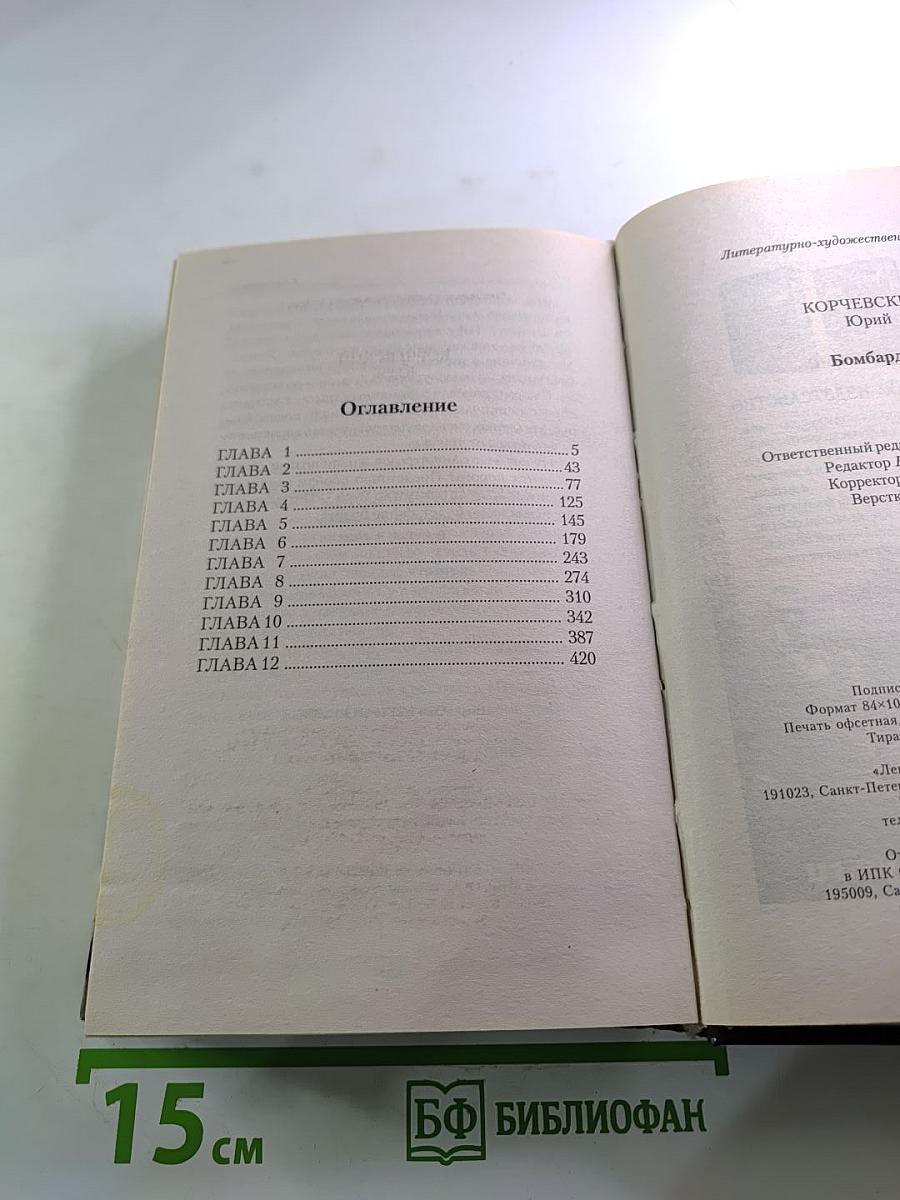 Оглавление
ГЛАВА 1 5
ГЛАВА 2 43
ГЛАВА 3 77
ГЛАВА 4 125
ГЛАВА 5 145
ГЛАВА 6 179
ГЛАВА 7 243
ГЛАВА 8 274
ГЛАВА 9 310
ГЛАВА 10 342
ГЛАВА 11 387
ГЛАВА 12 420
Литературно-художествен
КОРЧЕВСКИ
Юрий
Бомбард
Ответственный ред
Редактор
Корректор
Верстк
Подпис
Формат 84×10
Печать офсетная
Тира
«Ле
191023, Санкт-Петe
те
О
в ИПК
195009, Са
15 см
БФ БИБЛИОФАН